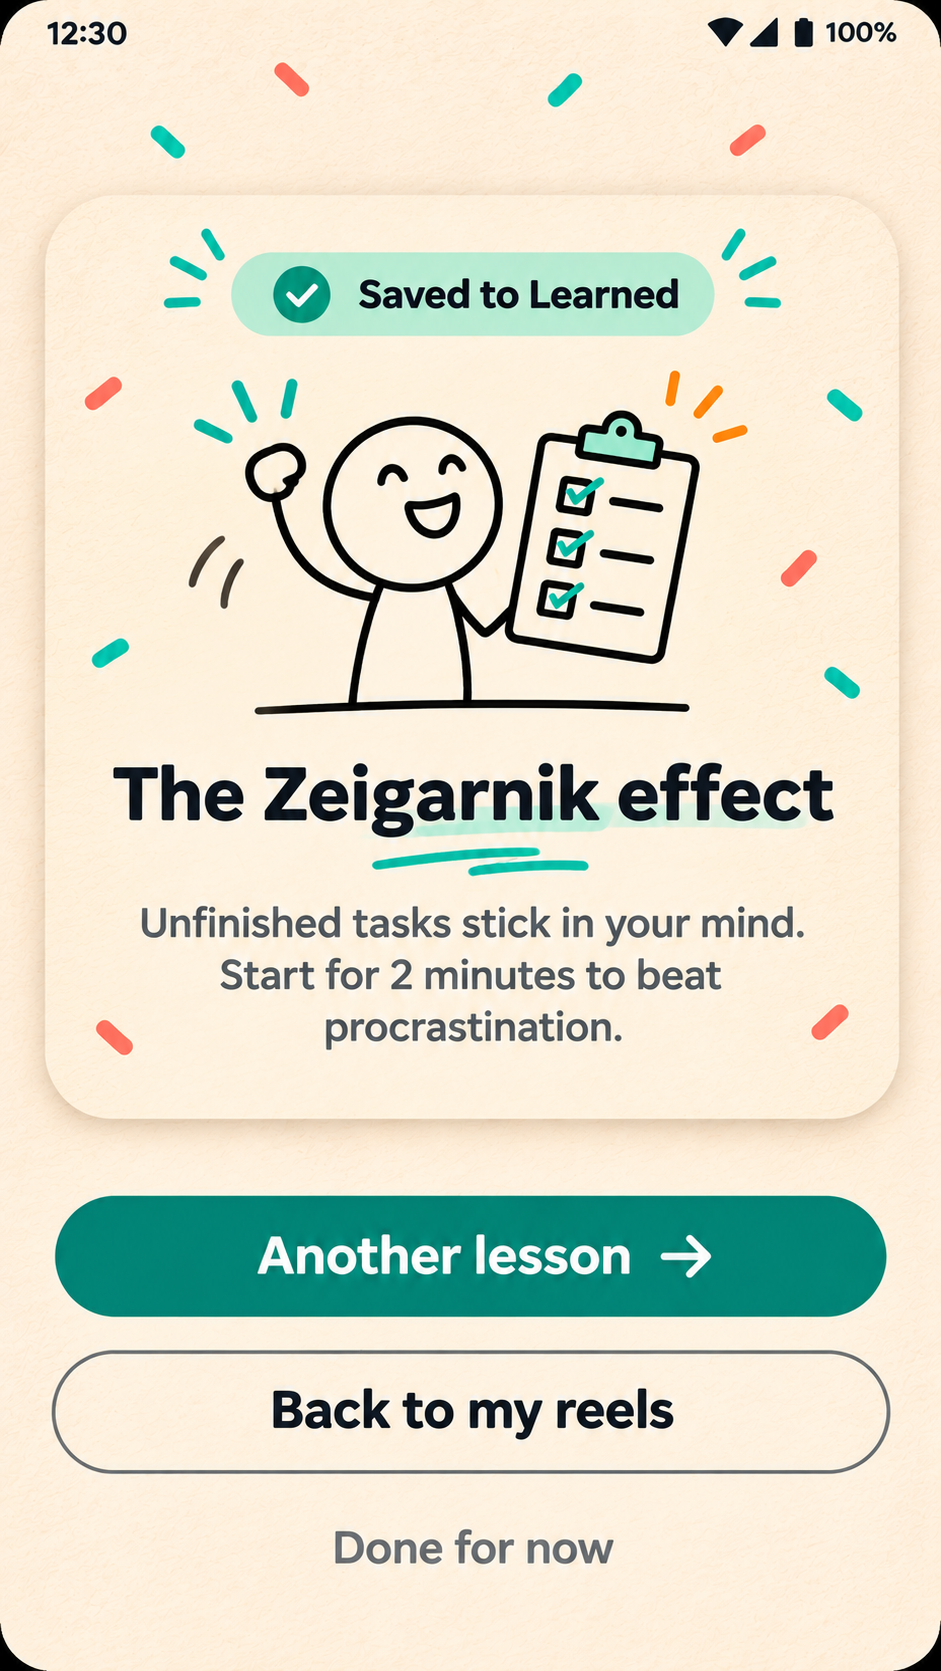 12:30
100%
Saved to Learned
The Zeigarnik effect
Unfinished tasks stick in your mind.
Start for 2 minutes to beat
procrastination.
Another lesson →
Back to my reels
Done for now